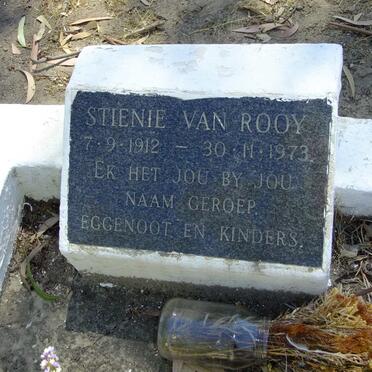 STIENIE VAN ROOY
7·9·1912 – 30·11·1973
EK HET JOU BY JOU
NAAM GEROEP.
EGGENOOT EN KINDERS.